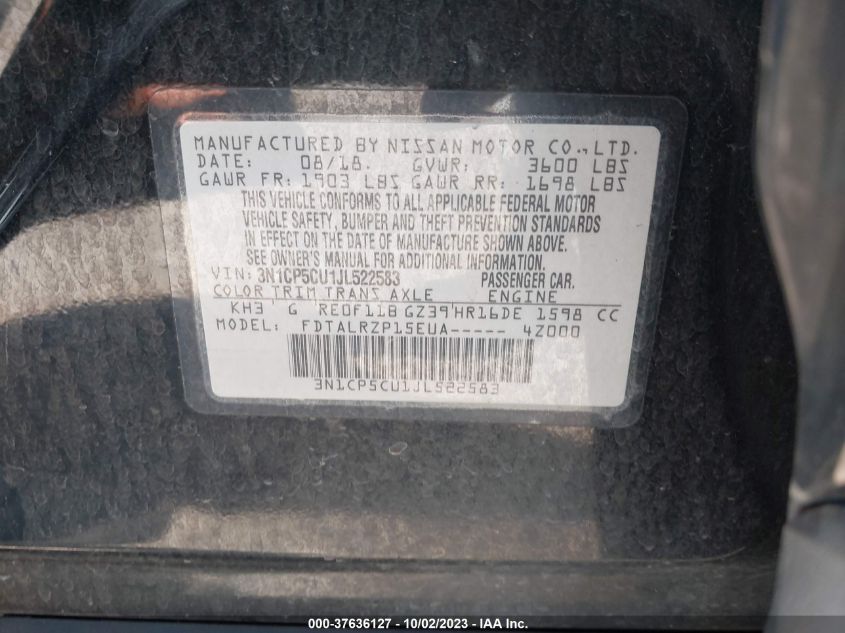 MANUFACTURED BY NISSAN MOTOR CO., LTD.
DATE: 08/18. GVWR: 3600 LBS
GAWR FR: 1903 LBS GAWR RR: 1698 LBS
THIS VEHICLE CONFORMS TO ALL APPLICABLE FEDERAL MOTOR
VEHICLE SAFETY, BUMPER AND THEFT PREVENTION STANDARDS
IN EFFECT ON THE DATE OF MANUFACTURE SHOWN ABOVE.
SEE OWNER'S MANUAL FOR ADDITIONAL INFORMATION.
VIN: 3N1CP5CU1JL522583 PASSENGER CAR.
COLOR TRIM TRANS AXLE ENGINE
KH3 G RE0F11B GZ39 HR16DE 1598 CC
MODEL: FDTALRZP15EUA----- 4Z000
3N1CP5CU1JL522583
000-37636127 - 10/02/2023 - © IAA, Inc.